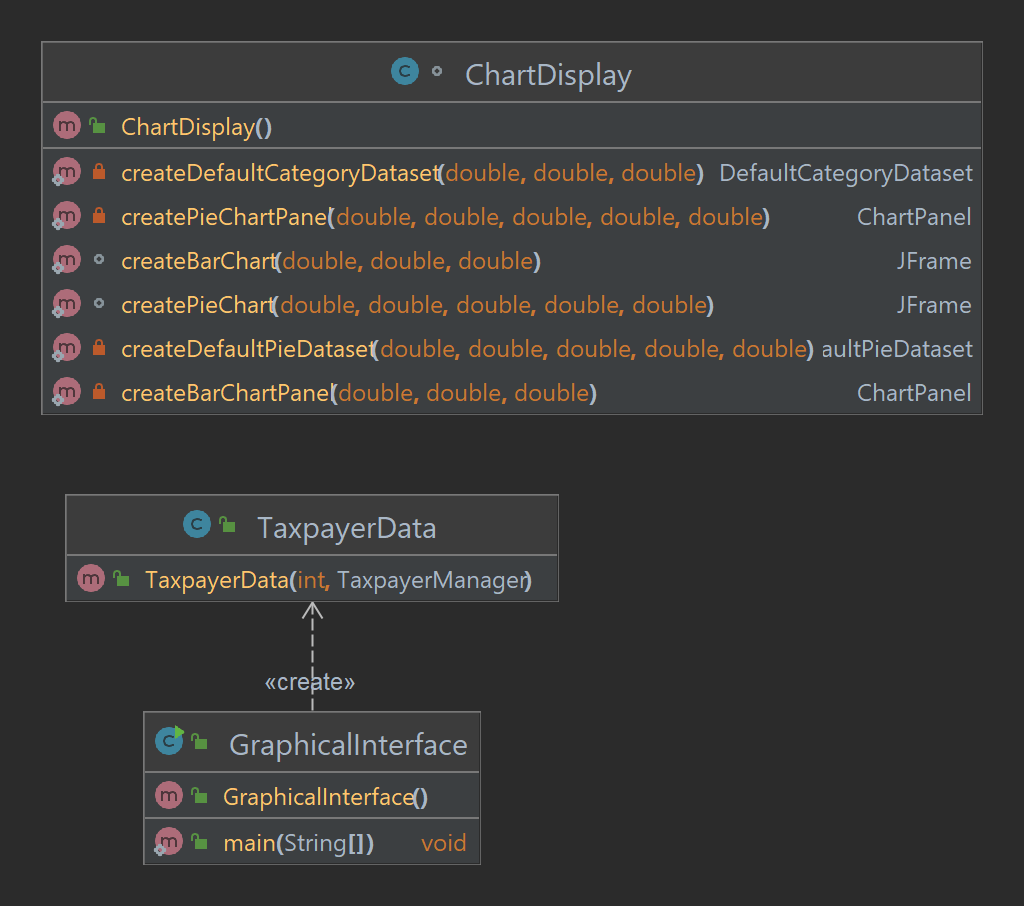 ChartDisplay
ChartDisplay()
createDefaultCategoryDataset(double, double, double) DefaultCategoryDataset
createPieChartPanel(double, double, double, double, double) ChartPanel
createBarChart(double, double, double) JFrame
createPieChart(double, double, double, double, double) JFrame
createDefaultPieDataset(double, double, double, double, double) aultPieDataset
createBarChartPanel(double, double, double) ChartPanel
TaxpayerData
TaxpayerData(int, TaxpayerManager)
«create»
GraphicalInterface
GraphicalInterface()
main(String[]) void